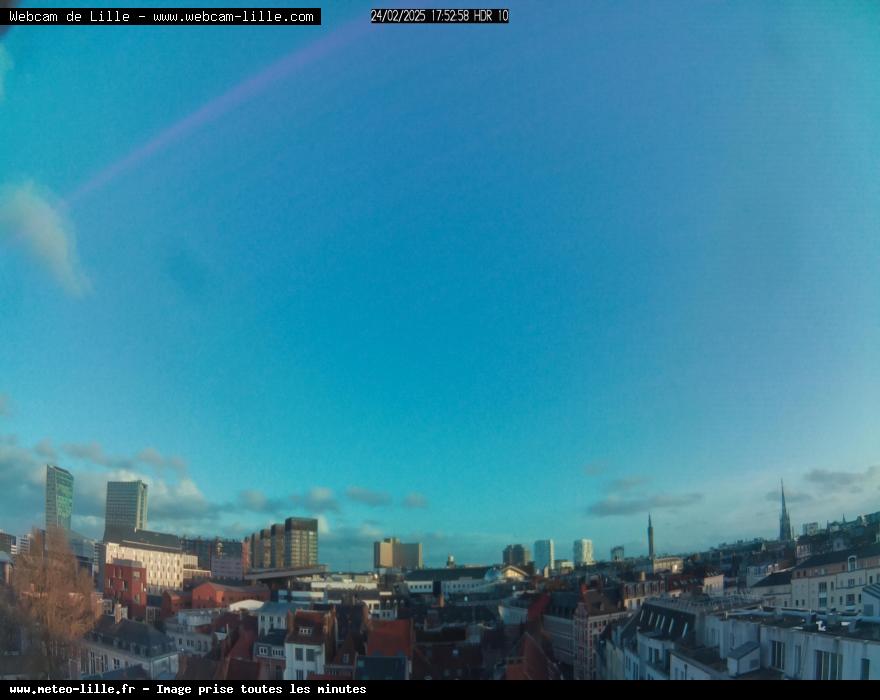 Webcam de Lille - www.webcam-lille.com
24/02/2025 17:52:58 HDR 10
www.meteo-lille.fr - Image prise toutes les minutes